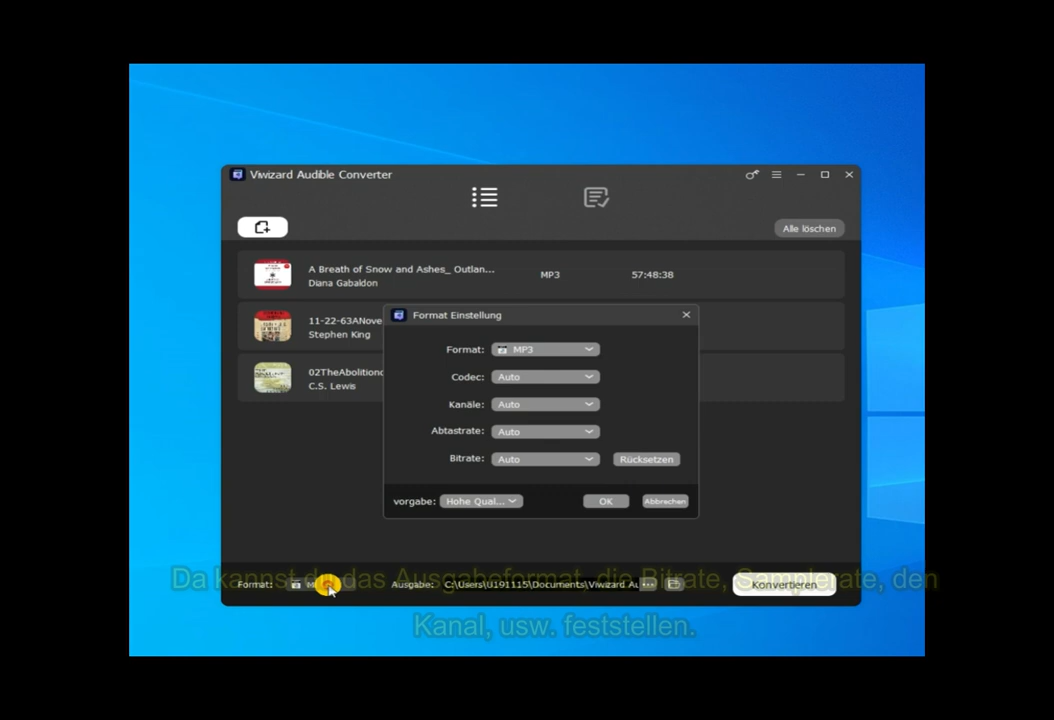 Viwizard Audible Converter
Alle löschen
A Breath of Snow and Ashes_ Outlan...
MP3
57:48:38
Diana Gabaldon
11-22-63ANove
Stephen King
02TheAbolition
C.S. Lewis
Format Einstellung
Format: MP3
Codec: Auto
Kanäle: Auto
Abtastrate: Auto
Bitrate: Auto
Rücksetzen
vorgabe: Hohe Qual...
OK
Abbrechen
Format:
Ausgabe: C:\Users\u191115\Documents\Viwizard Au
Konvertieren
Da kannst du das Ausgabeformat, die Bitrate, Samplerate, den
Kanal, usw. feststellen.